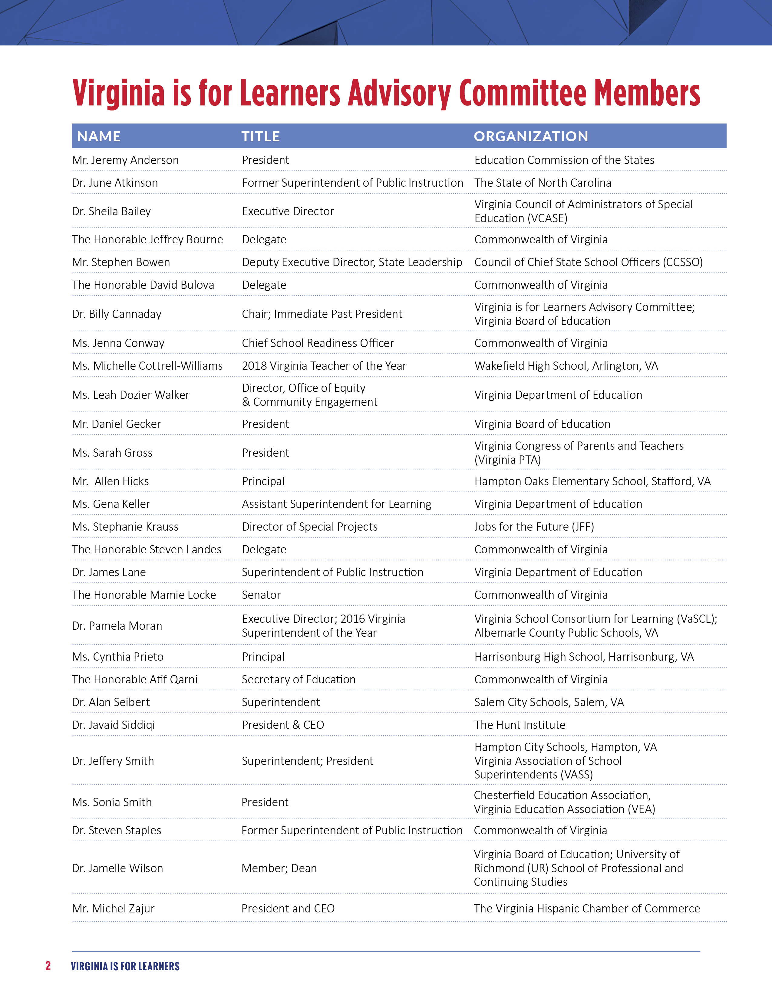 Virginia is for Learners Advisory Committee Members
NAME TITLE ORGANIZATION
Mr. Jeremy Anderson President Education Commission of the States
Dr. June Atkinson Former Superintendent of Public Instruction The State of North Carolina
Dr. Sheila Bailey Executive Director Virginia Council of Administrators of Special
Education (VCASE)
The Honorable Jeffrey Bourne Delegate Commonwealth of Virginia
Mr. Stephen Bowen Deputy Executive Director, State Leadership Council of Chief State School Officers (CCSSO)
The Honorable David Bulova Delegate Commonwealth of Virginia
Dr. Billy Cannaday Chair; Immediate Past President Virginia is for Learners Advisory Committee;
Virginia Board of Education
Ms. Jenna Conway Chief School Readiness Officer Commonwealth of Virginia
Ms. Michelle Cottrell-Williams 2018 Virginia Teacher of the Year Wakefield High School, Arlington, VA
Ms. Leah Dozier Walker Director, Office of Equity
& Community Engagement Virginia Department of Education
Mr. Daniel Gecker President Virginia Board of Education
Ms. Sarah Gross President Virginia Congress of Parents and Teachers
(Virginia PTA)
Mr.  Allen Hicks Principal Hampton Oaks Elementary School, Stafford, VA
Ms. Gena Keller Assistant Superintendent for Learning Virginia Department of Education
Ms. Stephanie Krauss Director of Special Projects Jobs for the Future (JFF)
The Honorable Steven Landes Delegate Commonwealth of Virginia
Dr. James Lane Superintendent of Public Instruction Virginia Department of Education
The Honorable Mamie Locke Senator Commonwealth of Virginia
Dr. Pamela Moran Executive Director; 2016 Virginia
Superintendent of the Year Virginia School Consortium for Learning (VaSCL);
Albemarle County Public Schools, VA
Ms. Cynthia Prieto Principal Harrisonburg High School, Harrisonburg, VA
The Honorable Atif Qarni Secretary of Education Commonwealth of Virginia
Dr. Alan Seibert Superintendent Salem City Schools, Salem, VA
Dr. Javaid Siddiqi President & CEO The Hunt Institute
Dr. Jeffery Smith Superintendent; President Hampton City Schools, Hampton, VA
Virginia Association of School
Superintendents (VASS)
Ms. Sonia Smith President Chesterfield Education Association,
Virginia Education Association (VEA)
Dr. Steven Staples Former Superintendent of Public Instruction Commonwealth of Virginia
Dr. Jamelle Wilson Member; Dean Virginia Board of Education; University of
Richmond (UR) School of Professional and
Continuing Studies
Mr. Michel Zajur President and CEO The Virginia Hispanic Chamber of Commerce
2 VIRGINIA IS FOR LEARNERS